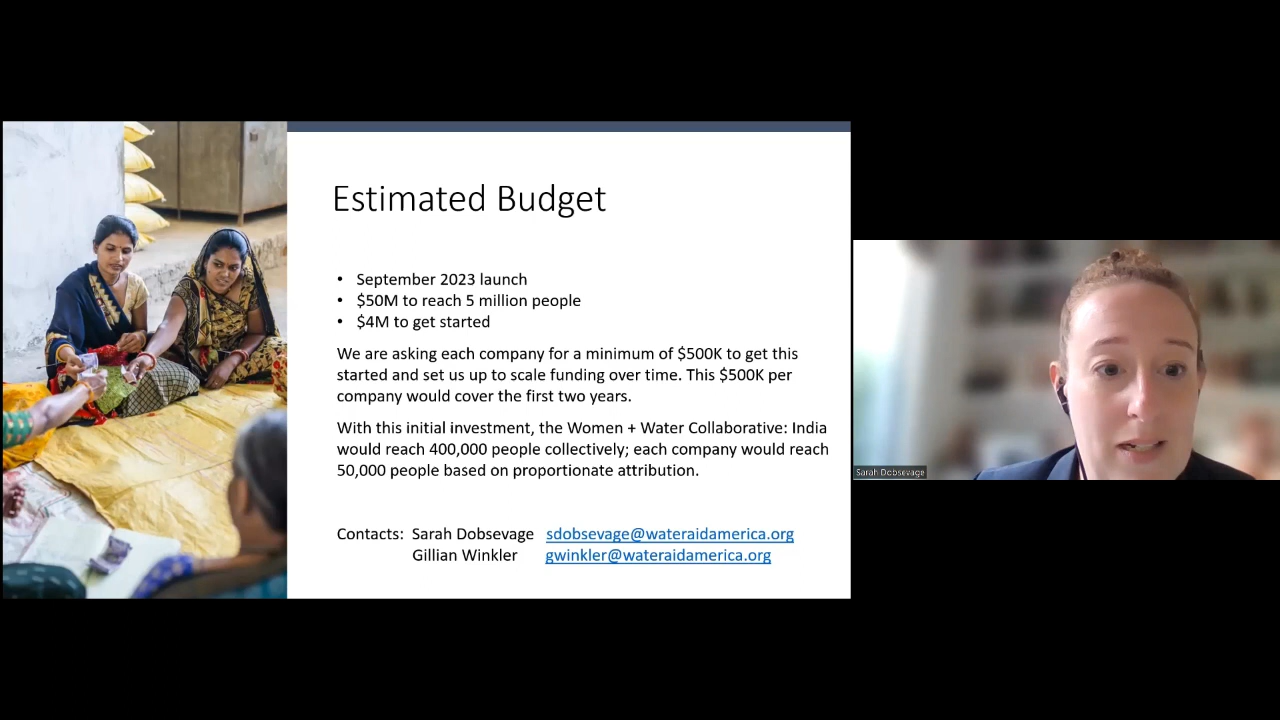 Estimated Budget
• September 2023 launch
• $50M to reach 5 million people
• $4M to get started
We are asking each company for a minimum of $500K to get this
started and set us up to scale funding over time. This $500K per
company would cover the first two years.
With this initial investment, the Women + Water Collaborative: India
would reach 400,000 people collectively; each company would reach
50,000 people based on proportionate attribution.
Contacts: Sarah Dobsevage sdobsevage@wateraidamerica.org
Gillian Winkler gwinkler@wateraidamerica.org
Sarah Dobsevage